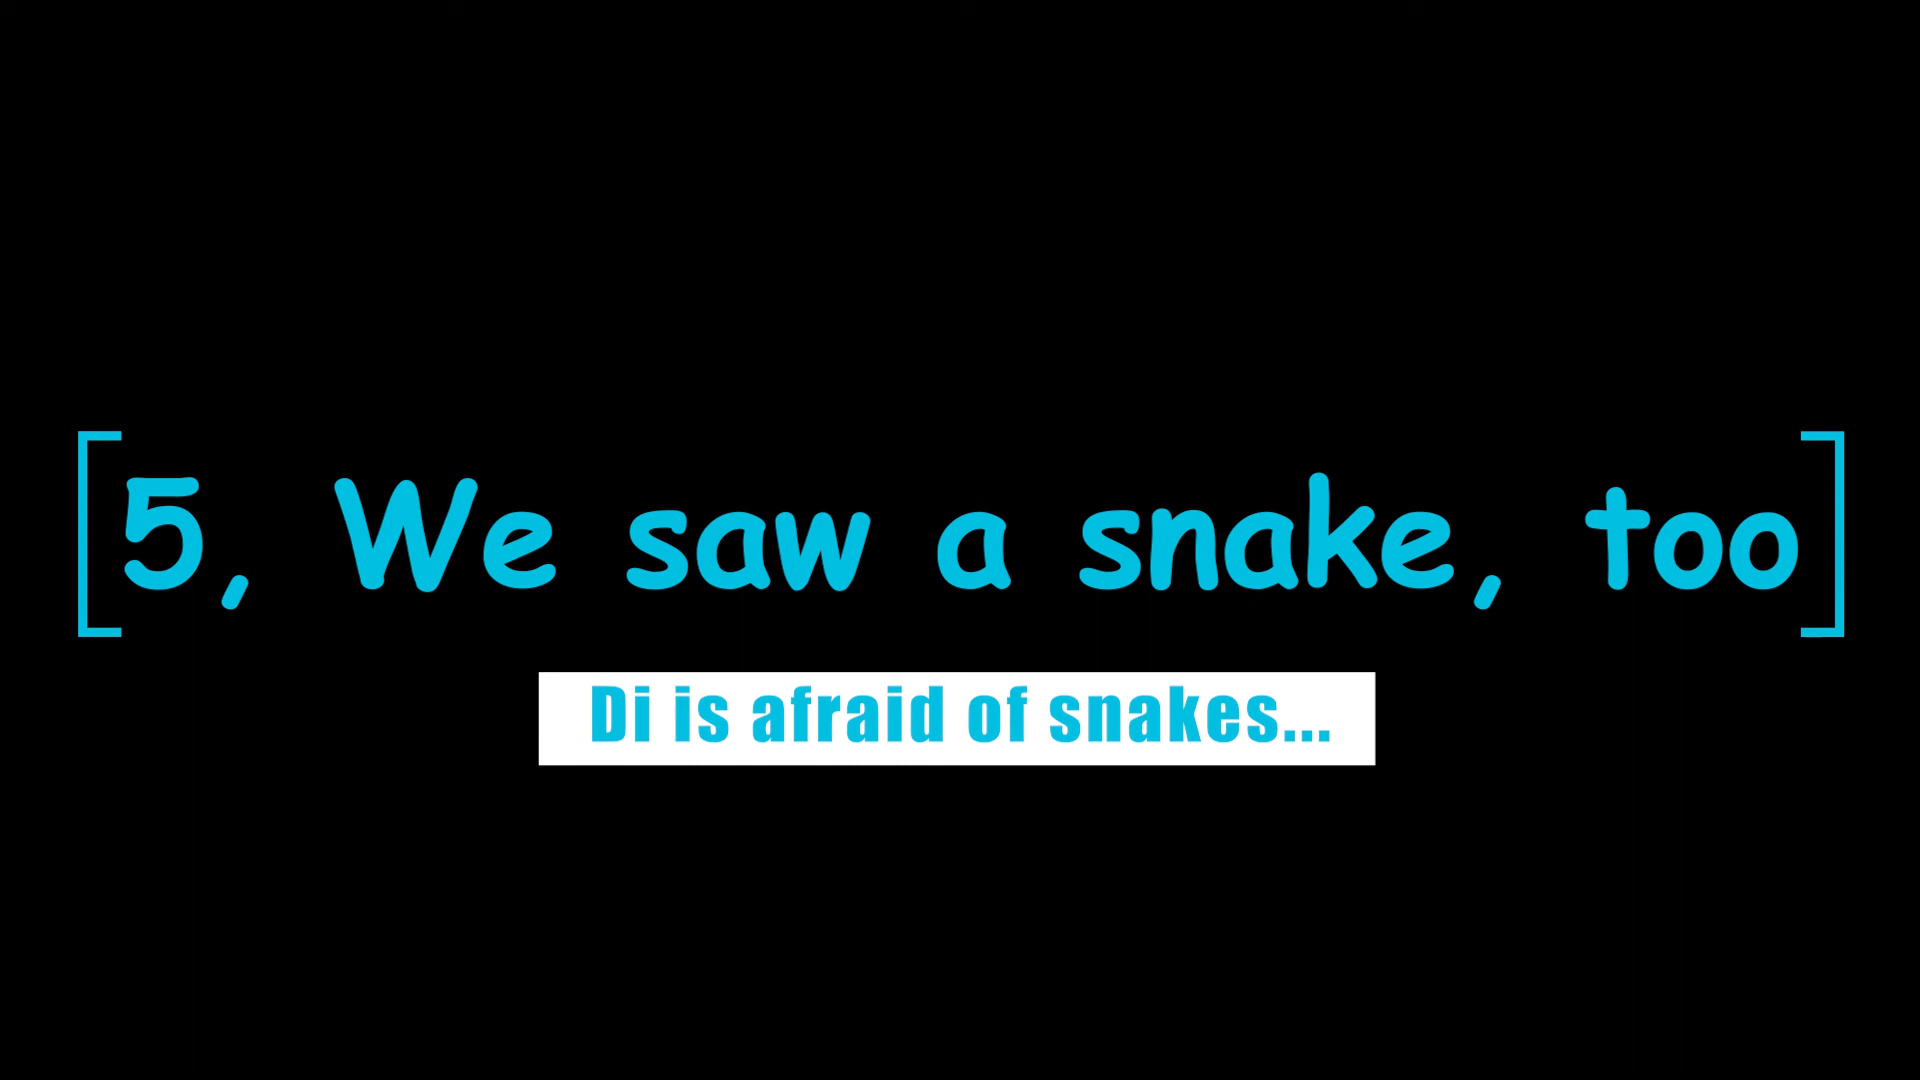 [5, We saw a snake, too]
Di is afraid of snakes...